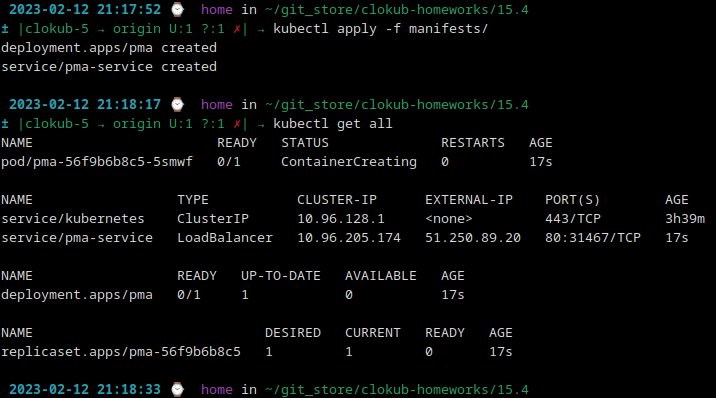 2023-02-12 21:17:52 ⌚ home in ~/git_store/clokub-homeworks/15.4
± |clokub-5 → origin U:1 ?:1 ✗| → kubectl apply -f manifests/
deployment.apps/pma created
service/pma-service created
2023-02-12 21:18:17 ⌚ home in ~/git_store/clokub-homeworks/15.4
± |clokub-5 → origin U:1 ?:1 ✗| → kubectl get all
NAME READY STATUS RESTARTS AGE
pod/pma-56f9b6b8c5-5smwf 0/1 ContainerCreating 0 17s
NAME TYPE CLUSTER-IP EXTERNAL-IP PORT(S) AGE
service/kubernetes ClusterIP 10.96.128.1 <none> 443/TCP 3h39m
service/pma-service LoadBalancer 10.96.205.174 51.250.89.20 80:31467/TCP 17s
NAME READY UP-TO-DATE AVAILABLE AGE
deployment.apps/pma 0/1 1 0 17s
NAME DESIRED CURRENT READY AGE
replicaset.apps/pma-56f9b6b8c5 1 1 0 17s
2023-02-12 21:18:33 ⌚ home in ~/git_store/clokub-homeworks/15.4